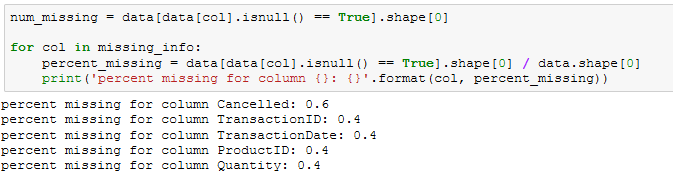 num_missing = data[data[col].isnull() == True].shape[0]
for col in missing_info:
    percent_missing = data[data[col].isnull() == True].shape[0] / data.shape[0]
    print('percent missing for column {}: {}'.format(col, percent_missing))
percent missing for column Cancelled: 0.6
percent missing for column TransactionID: 0.4
percent missing for column TransactionDate: 0.4
percent missing for column ProductID: 0.4
percent missing for column Quantity: 0.4